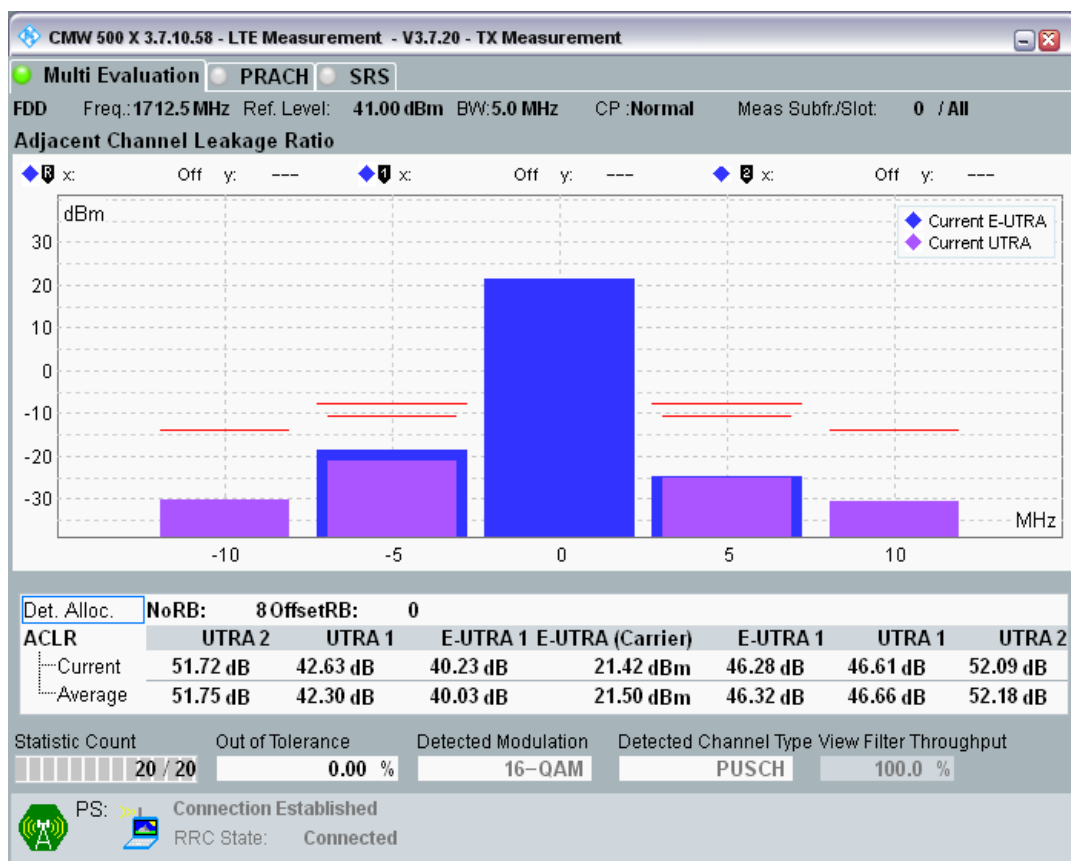 CMW 500 X 3.7.10.58 - LTE Measurement - V3.7.20 - TX Measurement
Multi Evaluation PRACH SRS
FDD Freq.: 1712.5 MHz Ref. Level: 41.00 dBm BW: 5.0 MHz CP : Normal Meas Subfr./Slot: 0 / All
Adjacent Channel Leakage Ratio
R x: Off y: --- 1 x: Off y: --- 2 x: Off y: ---
dBm
Current E-UTRA
Current UTRA
30
20
10
0
-10
-20
-30
MHz
-10 -5 0 5 10
Det. Alloc. NoRB: 8 OffsetRB: 0
ACLR UTRA 2 UTRA 1 E-UTRA 1 E-UTRA (Carrier) E-UTRA 1 UTRA 1 UTRA 2
Current 51.72 dB 42.63 dB 40.23 dB 21.42 dBm 46.28 dB 46.61 dB 52.09 dB
Average 51.75 dB 42.30 dB 40.03 dB 21.50 dBm 46.32 dB 46.66 dB 52.18 dB
Statistic Count Out of Tolerance Detected Modulation Detected Channel Type View Filter Throughput
20 / 20 0.00 % 16-QAM PUSCH 100.0 %
PS: Connection Established
RRC State: Connected